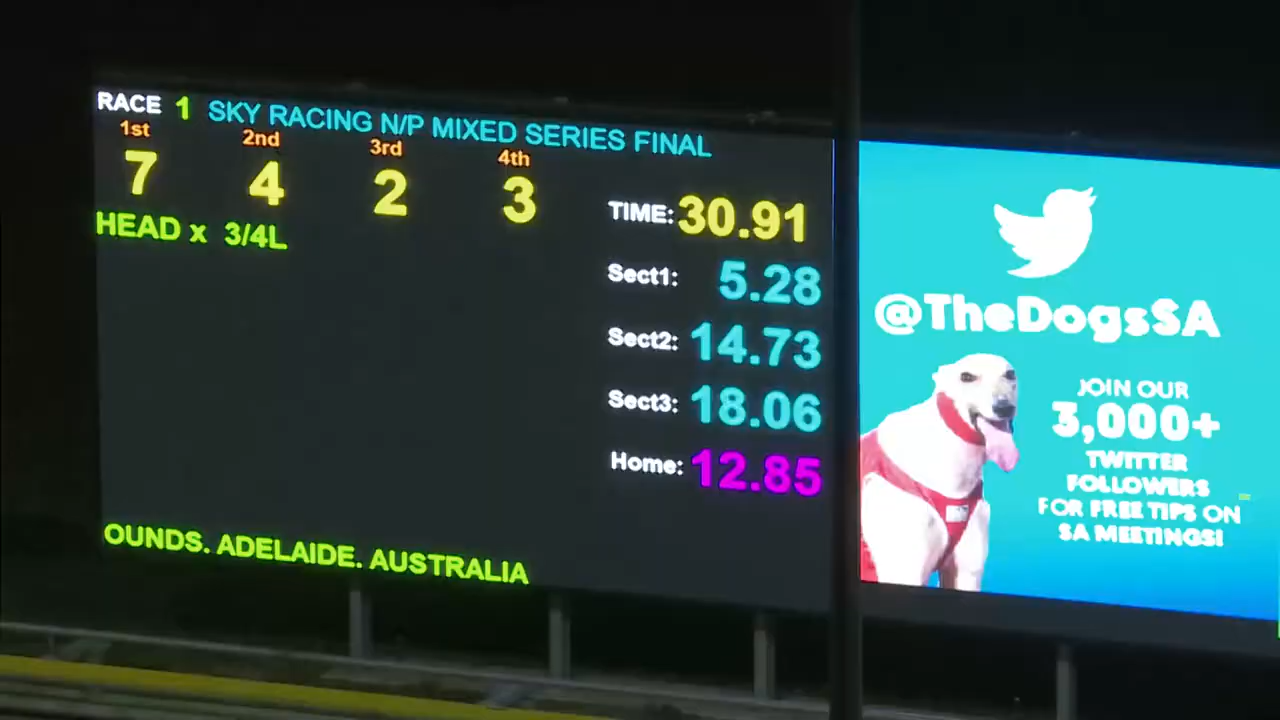 RACE 1 SKY RACING N/P MIXED SERIES FINAL
1st 2nd 3rd 4th
7 4 2 3
HEAD x 3/4L
TIME: 30.91
Sect1: 5.28
Sect2: 14.73
Sect3: 18.06
Home: 12.85
OUNDS. ADELAIDE. AUSTRALIA
@TheDogsSA
JOIN OUR
3,000+
TWITTER
FOLLOWERS
FOR FREE TIPS ON
SA MEETINGS!